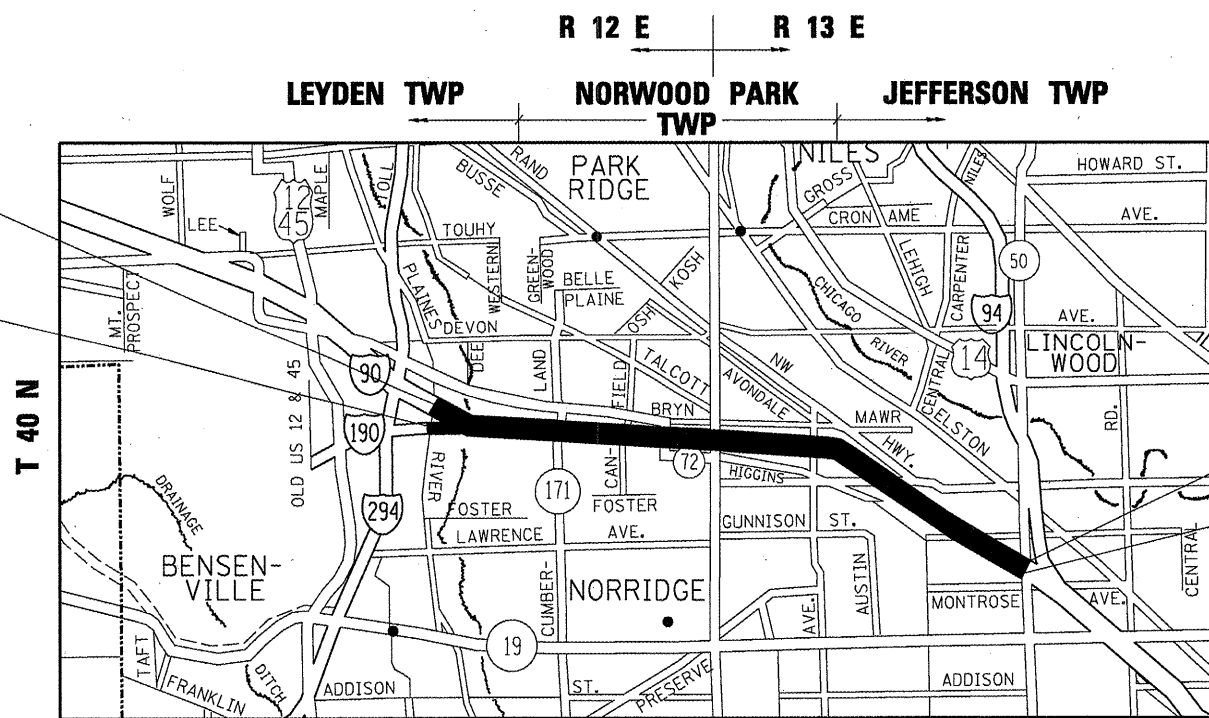 R 12 E
R 13 E
LEYDEN TWP
NORWOOD PARK
TWP
JEFFERSON TWP
T 40 N
WOLF
12
45
MAPLE
TOLL
BUSSE
RAND
PARK
RIDGE
NILES
GROSS
NILES
HOWARD ST.
LEE
TOUHY
CRON AME
AVE.
MT.
PROSPECT
PLAINES
WESTERN
GREEN-
WOOD
BELLE
PLAINE
KOSH
OSH
CHICAGO
RIVER
LEHIGH
CARPENTER
50
94
DEVON
DEE
AVE.
LINCOLN-
WOOD
14
90
LAND
FIELD
TALCOTT
NW
AVONDALE
HWY.
CENTRAL
BRYN
MAWR
ELSTON
RD.
OLD US 12 & 45
190
RIVER
171
CAN-
72
HIGGINS
294
FOSTER
FOSTER
LAWRENCE
AVE.
GUNNISON ST.
DRAINAGE
BENSEN-
VILLE
CUMBER-
NORRIDGE
AVE.
AUSTIN
MONTROSE
AVE.
CENTRAL
19
TAFT
FRANKLIN
DITCH
ADDISON
ST.
PRESERVE
ADDISON